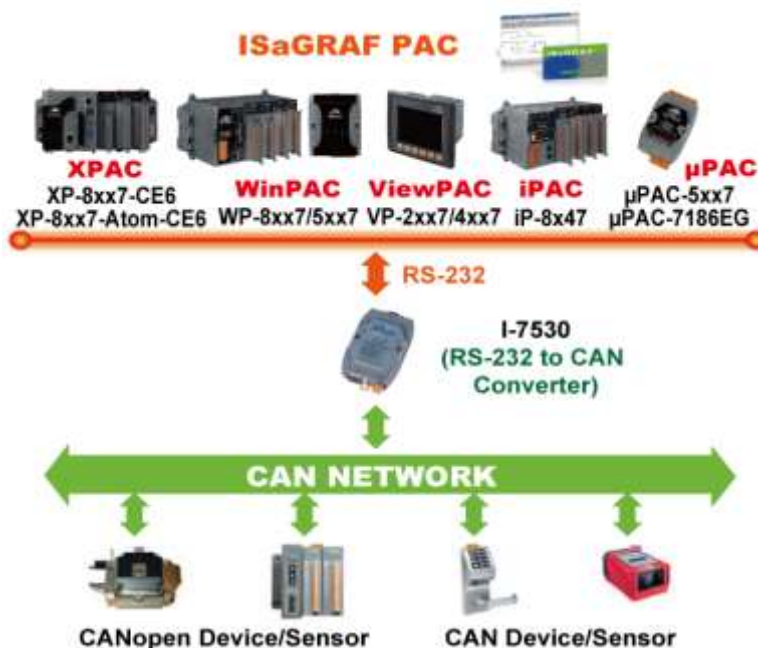 ISaGRAF PAC
XPAC
XP-8xx7-CE6
XP-8xx7-Atom-CE6
WinPAC
WP-8xx7/5xx7
ViewPAC
VP-2xx7/4xx7
iPAC
iP-8x47
µPAC
µPAC-5xx7
µPAC-7186EG
RS-232
I-7530
(RS-232 to CAN
Converter)
CAN NETWORK
CANopen Device/Sensor
CAN Device/Sensor